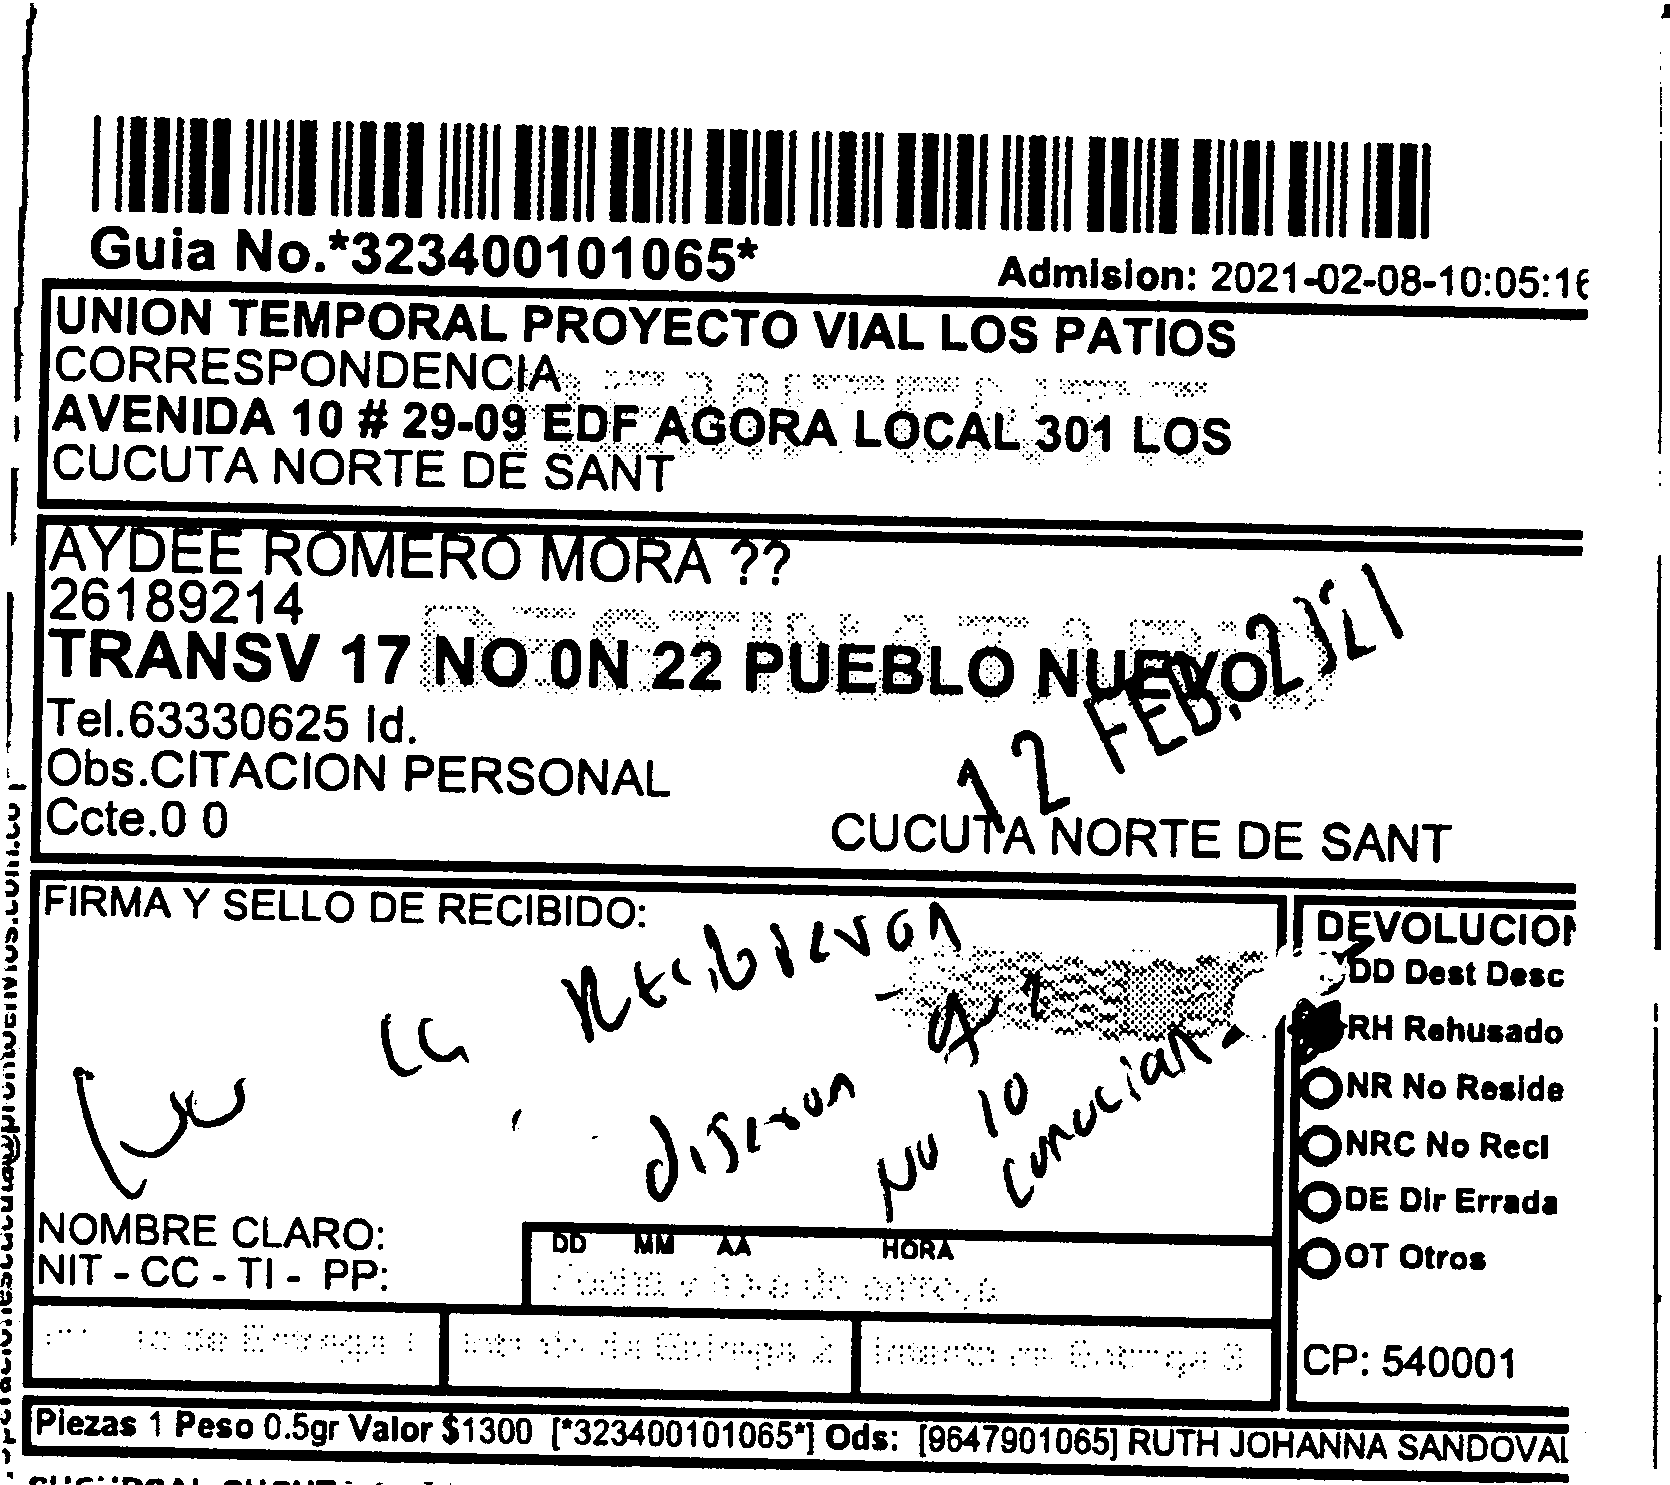 Guia No.*323400101065*
Admision: 2021-02-08-10:05:16
UNION TEMPORAL PROYECTO VIAL LOS PATIOS
CORRESPONDENCIA
REMITENTE
AVENIDA 10 # 29-09 EDF AGORA LOCAL 301 LOS
CUCUTA NORTE DE SANT
AYDEE ROMERO MORA ??
26189214
DESTINATARIO
TRANSV 17 NO 0N 22 PUEBLO NUEVO
Tel.63330625 Id.
Obs.CITACION PERSONAL
12 FEB. 2021
Ccte.0 0
CUCUTA NORTE DE SANT
FIRMA Y SELLO DE RECIBIDO:
Recibieron
dijeron
No lo
conocian.
NOMBRE CLARO:
NIT - CC - TI - PP:
DD MM AA HORA
DEVOLUCION
DD Dest Desc
RH Rehusado
NR No Reside
NRC No Recl
DE Dir Errada
OT Otros
CP: 540001
Piezas 1 Peso 0.5gr Valor $1300 [*323400101065*] Ods: [9647901065] RUTH JOHANNA SANDOVAL